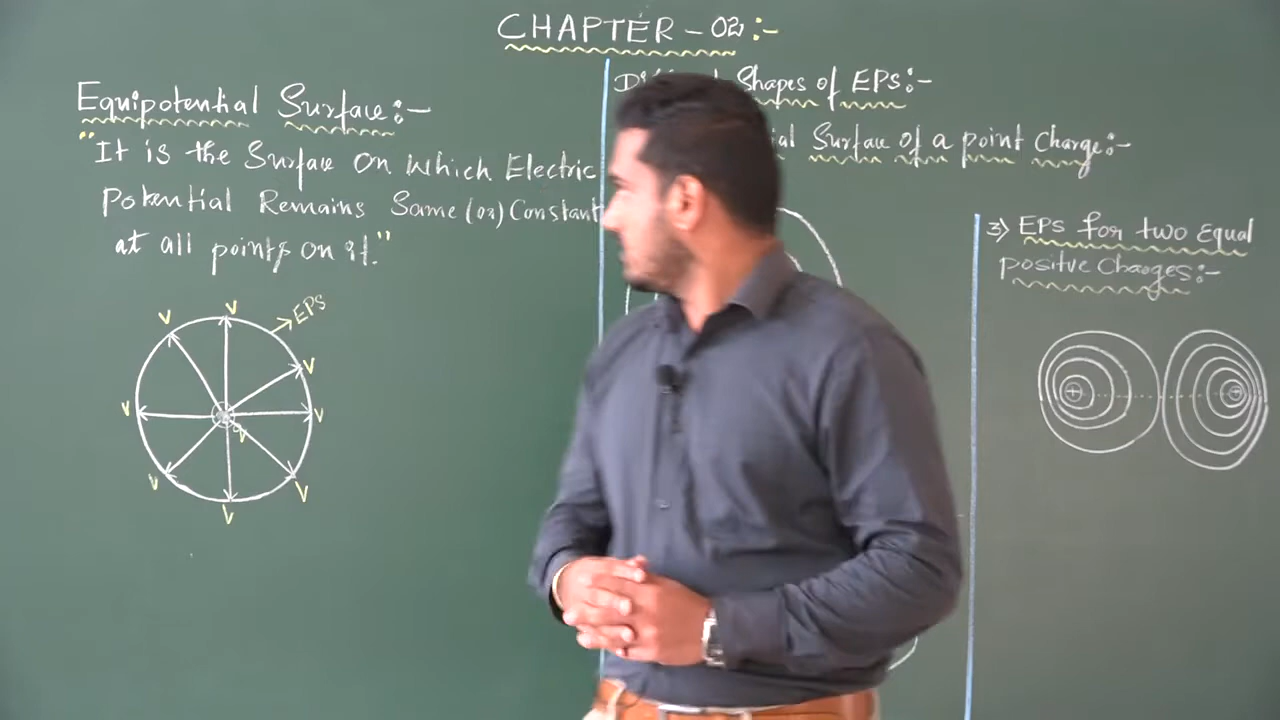 CHAPTER - 02 :-
Equipotential Surface :-
"It is the Surface On which Electric
Potential Remains Same (or) Constant
at all points on it."
EPS
V
V
V
V
V
V
V
V
q
Shapes of EPS :-
Surface of a point Charge :-
3) EPS for two Equal
positve Charges :-
+
+